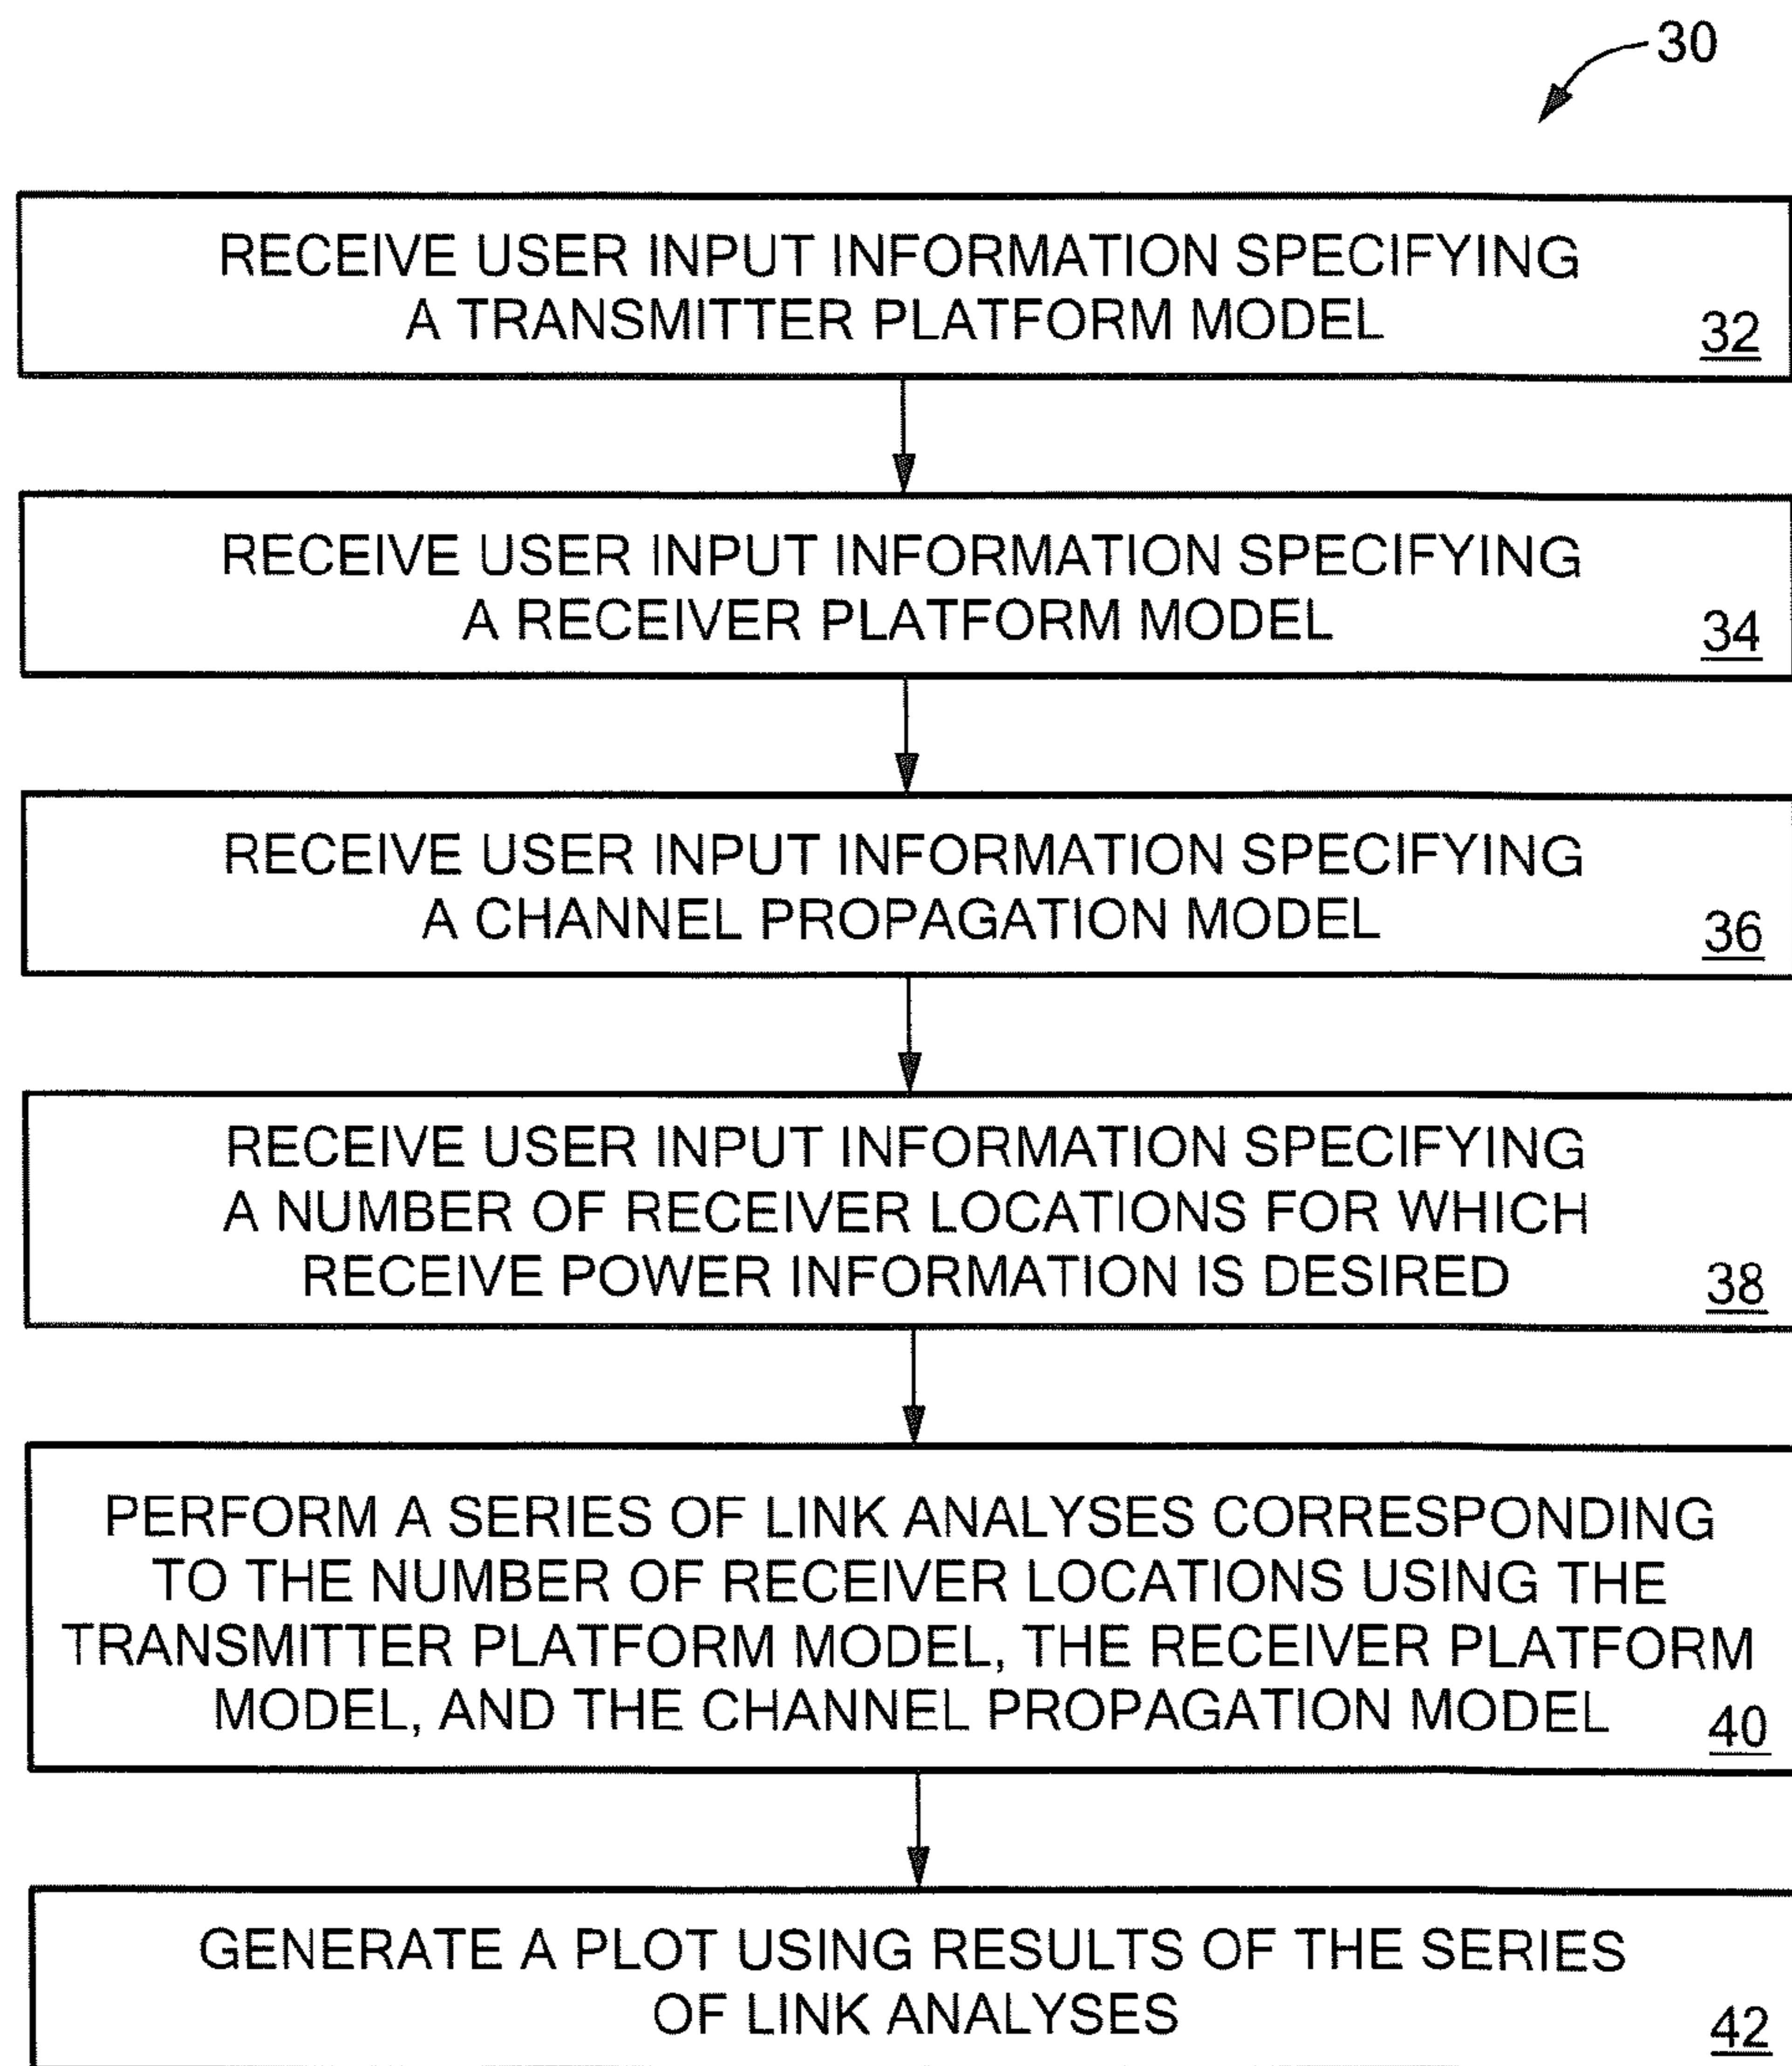 30
RECEIVE USER INPUT INFORMATION SPECIFYING
A TRANSMITTER PLATFORM MODEL
32
RECEIVE USER INPUT INFORMATION SPECIFYING
A RECEIVER PLATFORM MODEL
34
RECEIVE USER INPUT INFORMATION SPECIFYING
A CHANNEL PROPAGATION MODEL
36
RECEIVE USER INPUT INFORMATION SPECIFYING
A NUMBER OF RECEIVER LOCATIONS FOR WHICH
RECEIVE POWER INFORMATION IS DESIRED
38
PERFORM A SERIES OF LINK ANALYSES CORRESPONDING
TO THE NUMBER OF RECEIVER LOCATIONS USING THE
TRANSMITTER PLATFORM MODEL, THE RECEIVER PLATFORM
MODEL, AND THE CHANNEL PROPAGATION MODEL
40
GENERATE A PLOT USING RESULTS OF THE SERIES
OF LINK ANALYSES
42